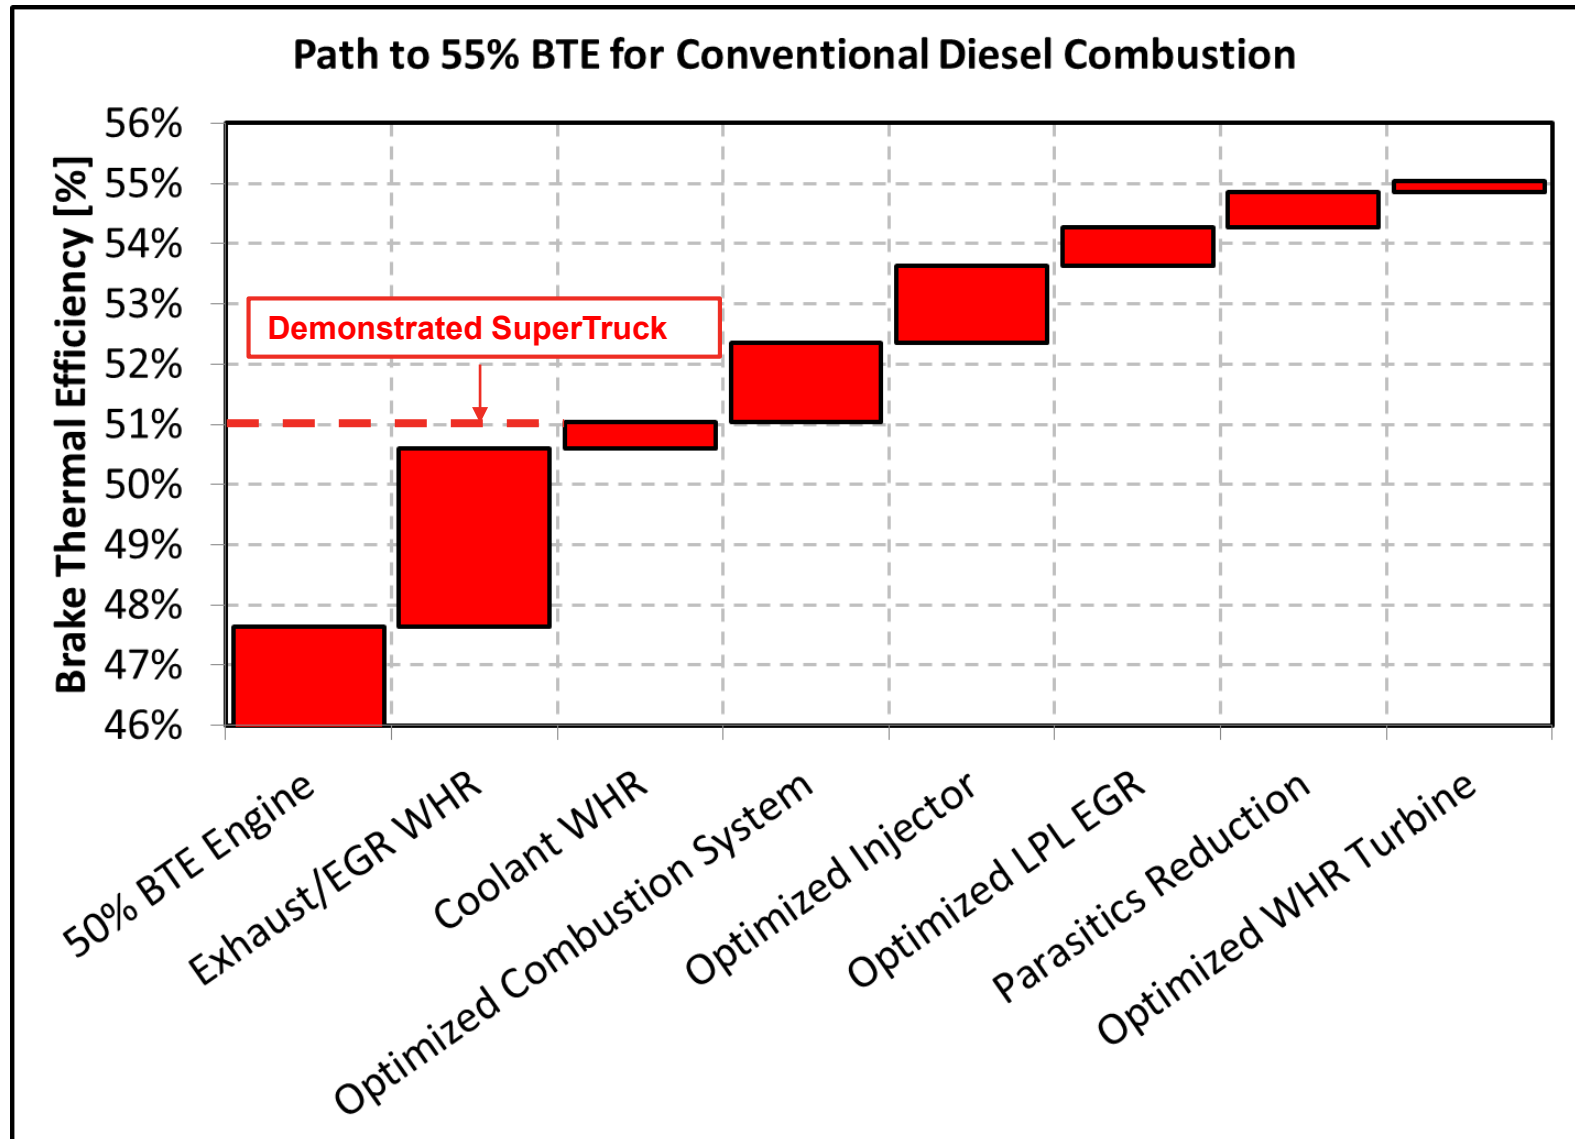 Path to 55% BTE for Conventional Diesel Combustion
Brake Thermal Efficiency [%]
56%
55%
54%
53%
52%
51%
50%
49%
48%
47%
46%
Demonstrated SuperTruck
50% BTE Engine
Exhaust/EGR WHR
Coolant WHR
Optimized Combustion System
Optimized Injector
Optimized LPL EGR
Parasitics Reduction
Optimized WHR Turbine